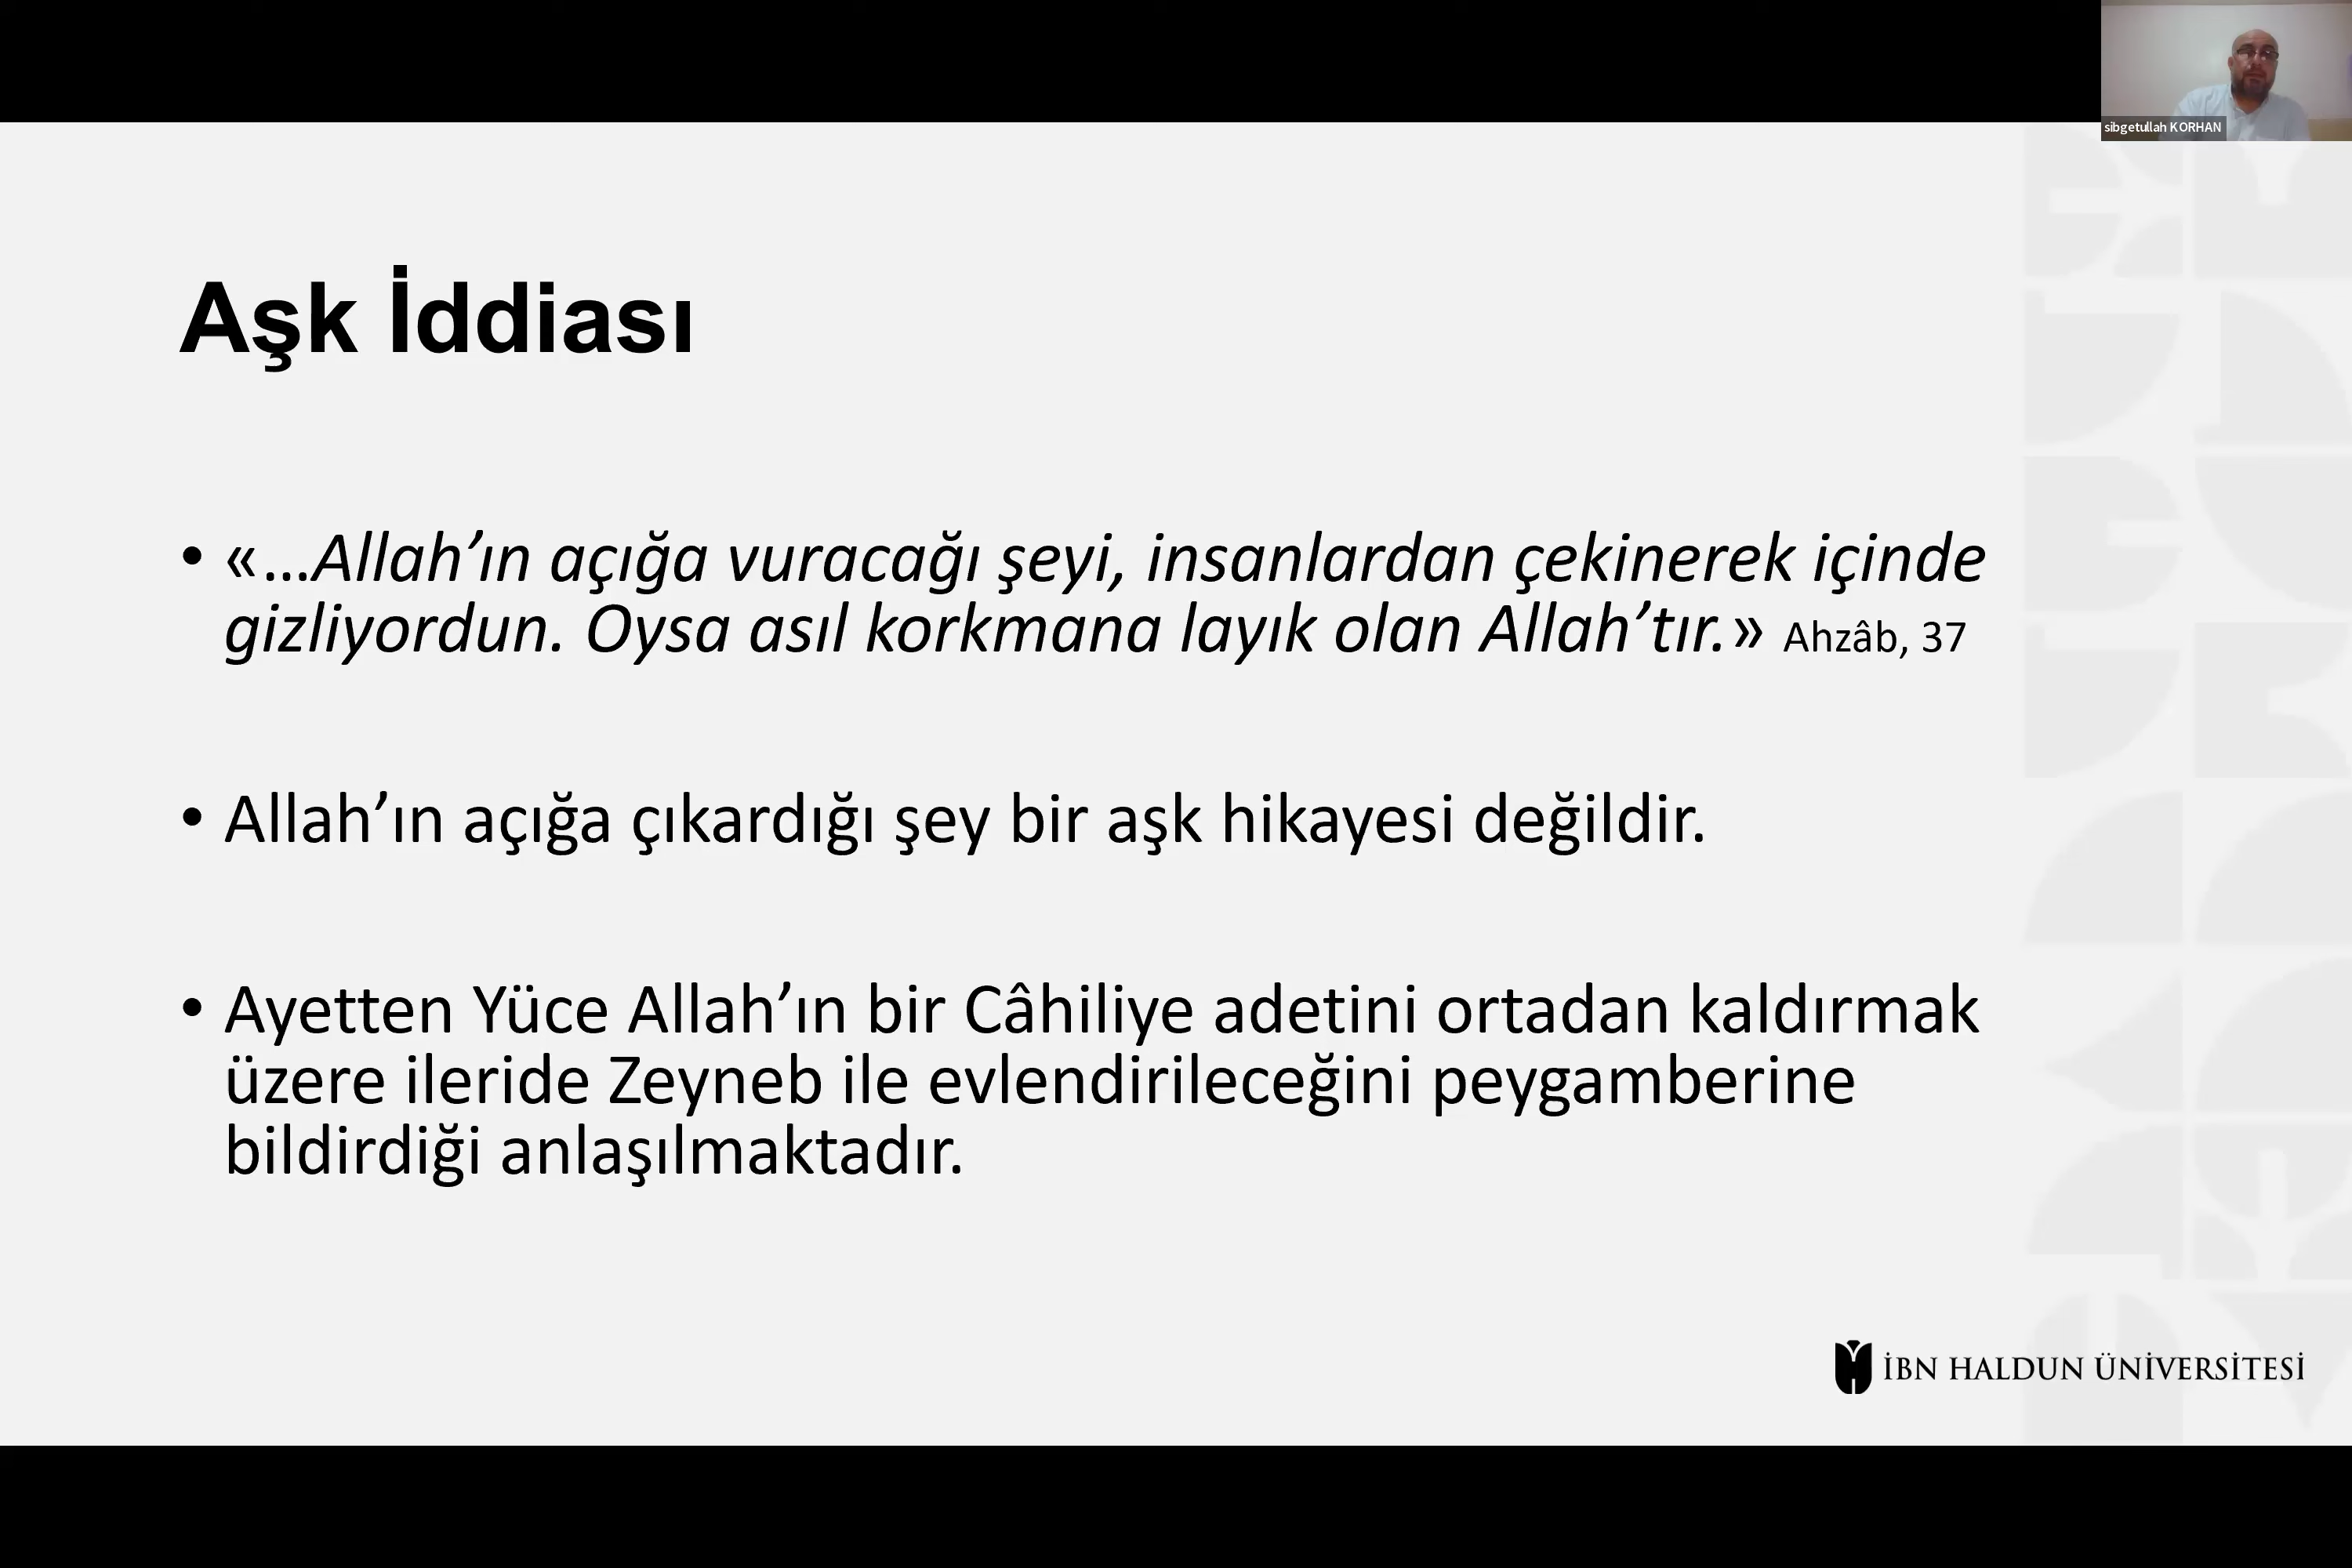 sibgetullah KORHAN
Aşk İddiası
• «…Allah’ın açığa vuracağı şeyi, insanlardan çekinerek içinde
gizliyordun. Oysa asıl korkmana layık olan Allah’tır.» Ahzâb, 37
• Allah’ın açığa çıkardığı şey bir aşk hikayesi değildir.
• Ayetten Yüce Allah’ın bir Câhiliye adetini ortadan kaldırmak
üzere ileride Zeyneb ile evlendirileceğini peygamberine
bildirdiği anlaşılmaktadır.
İBN HALDUN ÜNİVERSİTESİ